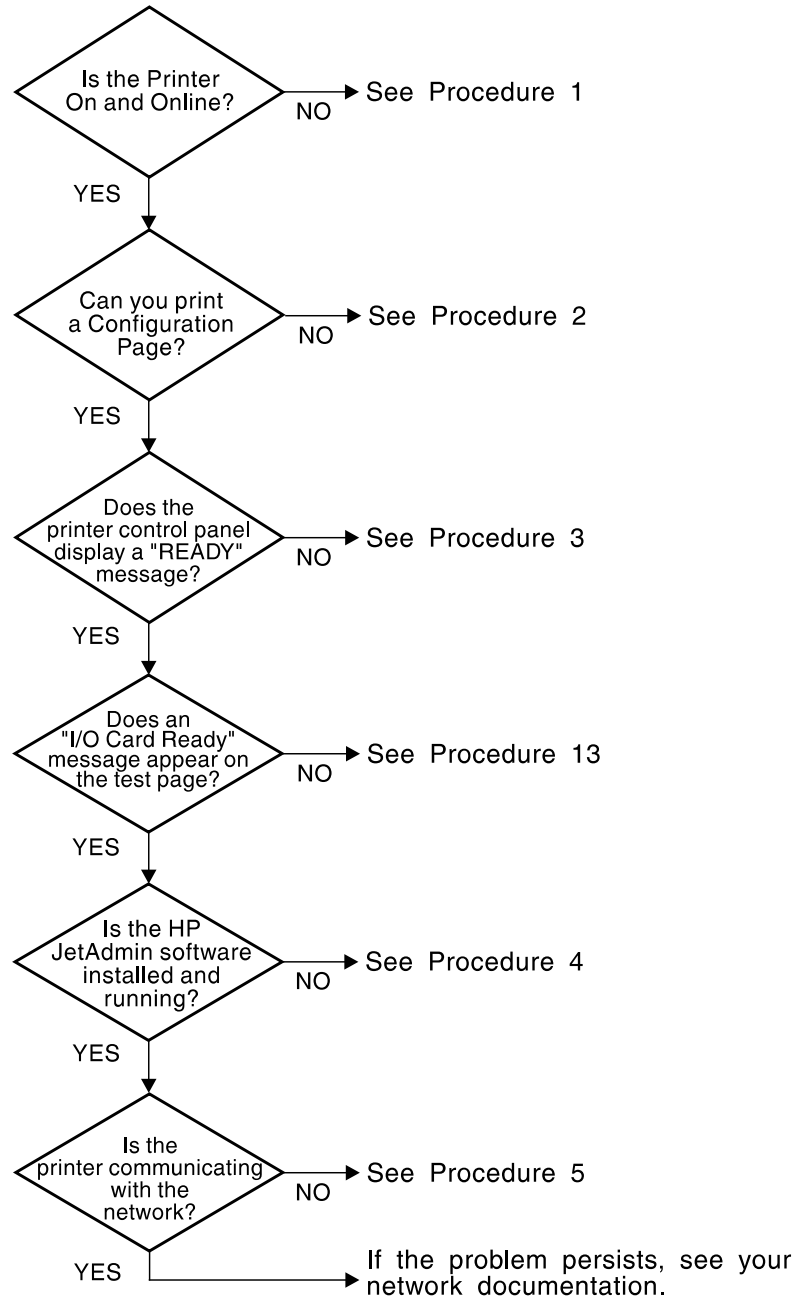 Is the Printer
On and Online?
NO
See Procedure 1
YES
Can you print
a Configuration
Page?
NO
See Procedure 2
YES
Does the
printer control panel
display a "READY"
message?
NO
See Procedure 3
YES
Does an
"I/O Card Ready"
message appear on
the test page?
NO
See Procedure 13
YES
Is the HP
JetAdmin software
installed and
running?
NO
See Procedure 4
YES
Is the
printer communicating
with the
network?
NO
See Procedure 5
YES
If the problem persists, see your
network documentation.